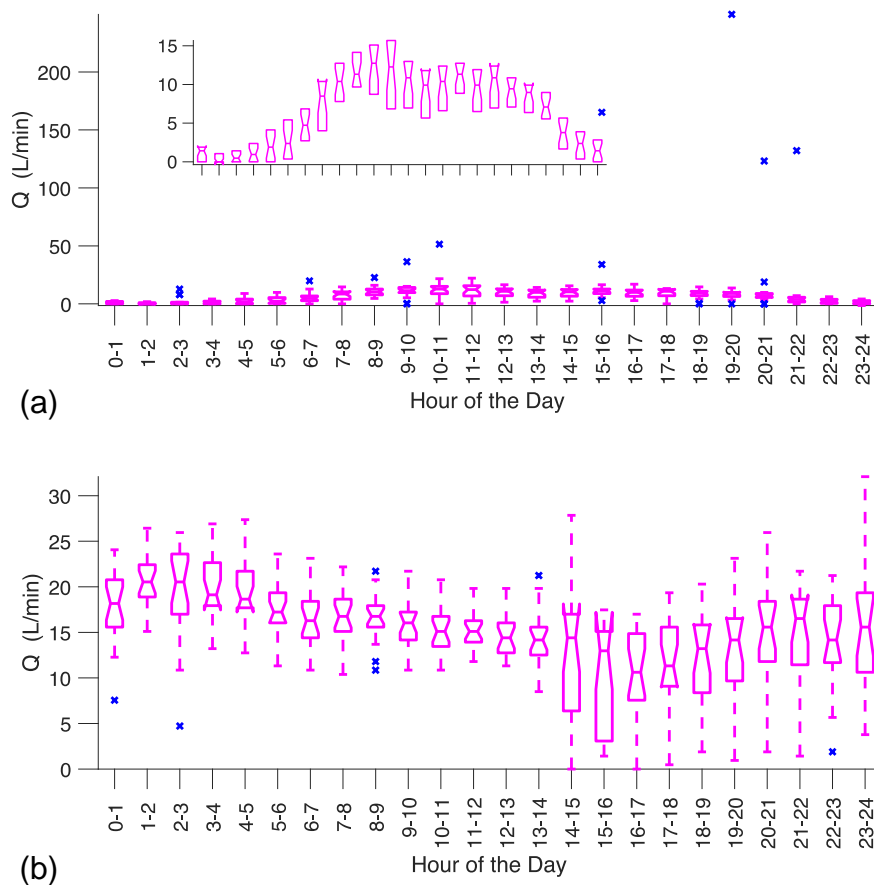 200
150
100
50
0
Q (L/min)
15
10
5
0
0-1 1-2 2-3 3-4 4-5 5-6 6-7 7-8 8-9 9-10 10-11 11-12 12-13 13-14 14-15 15-16 16-17 17-18 18-19 19-20 20-21 21-22 22-23 23-24
(a) Hour of the Day
30
25
20
15
10
5
0
Q (L/min)
0-1 1-2 2-3 3-4 4-5 5-6 6-7 7-8 8-9 9-10 10-11 11-12 12-13 13-14 14-15 15-16 16-17 17-18 18-19 19-20 20-21 21-22 22-23 23-24
(b) Hour of the Day